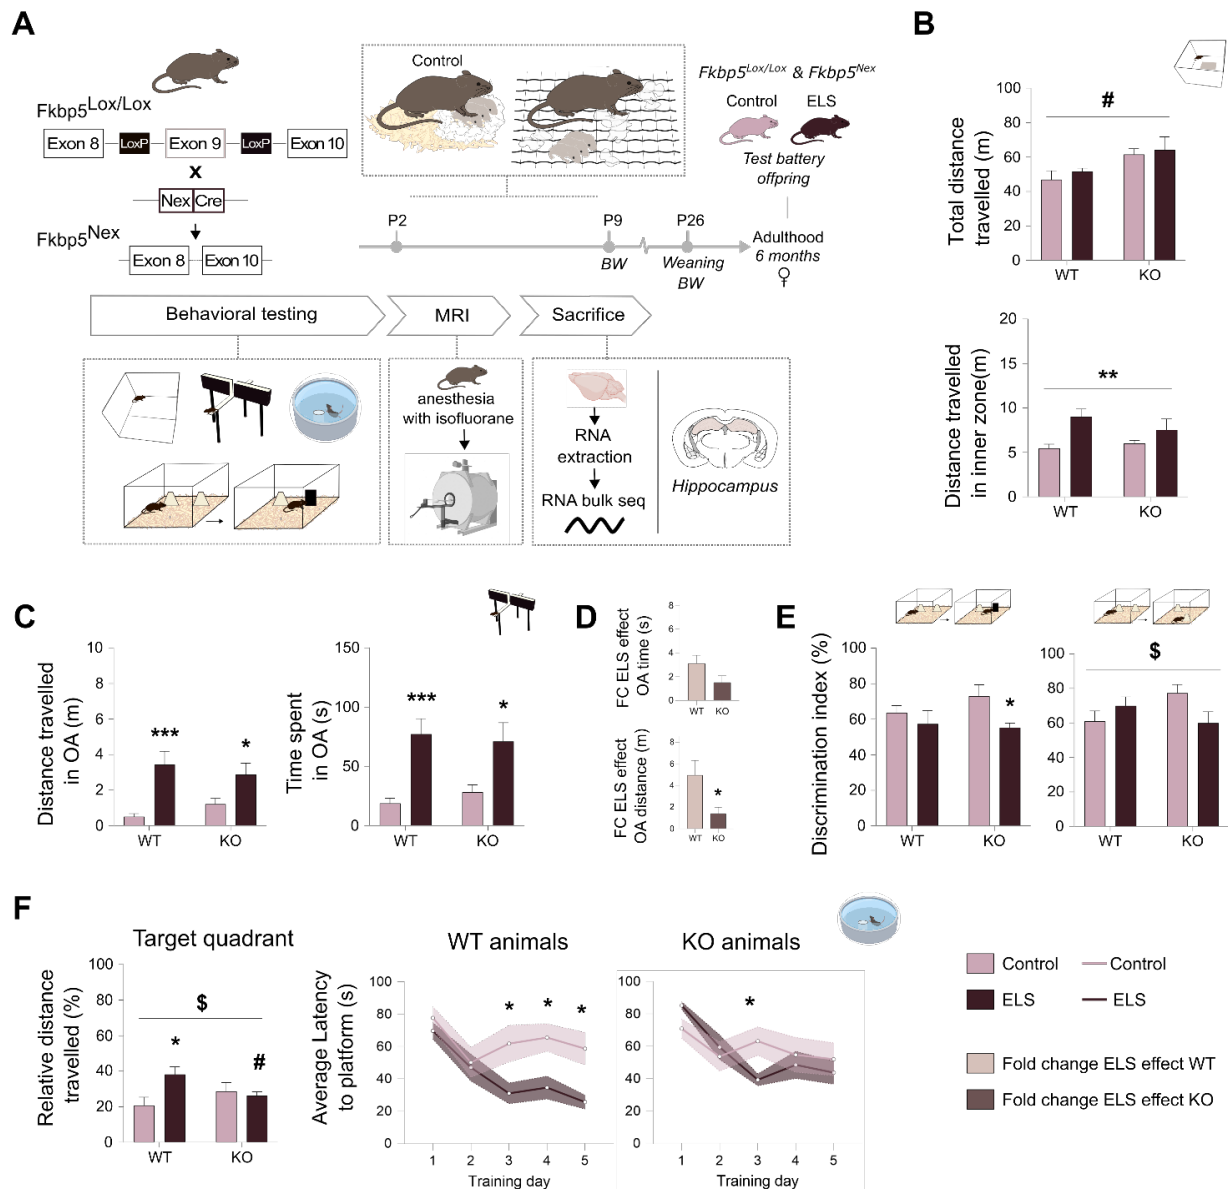 A
Fkbp5Lox/Lox
Exon 8
LoxP
Exon 9
LoxP
Exon 10
x
Nex Cre
Fkbp5Nex
Exon 8
Exon 10
Control
Fkbp5Lox/Lox & Fkbp5Nex
Control ELS
Test battery
offspring
P2
P9
P26
BW
Weaning
BW
Adulthood
6 months
♀
Behavioral testing
MRI
Sacrifice
anesthesia
with isofluorane
RNA
extraction
RNA bulk seq
Hippocampus
B
Total distance
travelled (m)
100
80
60
40
20
0
#
WT KO
Distance travelled
in inner zone(m)
20
15
10
5
0
**
WT KO
C
Distance travelled
in OA (m)
10
8
6
4
2
0
***
*
WT KO
Time spent
in OA (s)
150
100
50
0
***
*
WT KO
D
FC ELS effect
OA time (s)
8
6
4
2
0
WT KO
FC ELS effect
OA distance (m)
8
6
4
2
0
*
WT KO
E
Discrimination index (%)
100
80
60
40
20
0
*
WT KO
100
80
60
40
20
0
$
WT KO
F
Target quadrant
Relative distance
travelled (%)
100
80
60
40
20
0
$
*
#
WT KO
WT animals
Average Latency
to platform (s)
100
80
60
40
20
0
* * *
1 2 3 4 5
Training day
KO animals
100
80
60
40
20
0
*
1 2 3 4 5
Training day
Control Control
ELS ELS
Fold change ELS effect WT
Fold change ELS effect KO